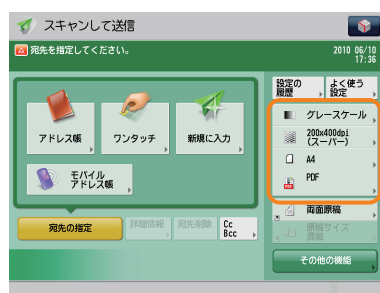 スキャンして送信
宛先を指定してください。
2010 06/10
17:36
設定の
履歴
よく使う
設定
アドレス帳
ワンタッチ
新規に入力
モバイル
アドレス帳
グレースケール
200x400dpi
(スーパー)
A4
PDF
宛先の指定
詳細情報
宛先削除
Cc
Bcc
両面原稿
原稿サイズ
混載
その他の機能